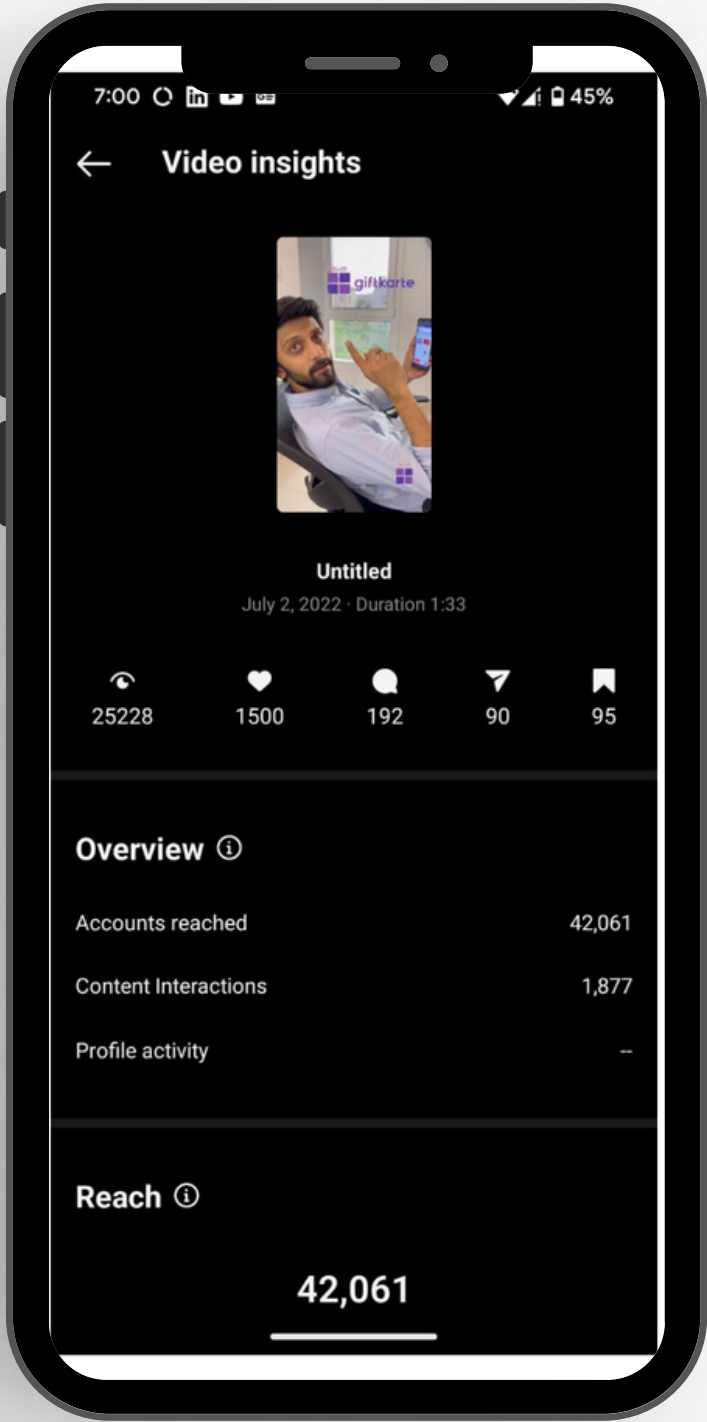 7:00 45%
Video insights
giftkarte
Untitled
July 2, 2022 · Duration 1:33
25228 1500 192 90 95
Overview
Accounts reached 42,061
Content Interactions 1,877
Profile activity --
Reach
42,061